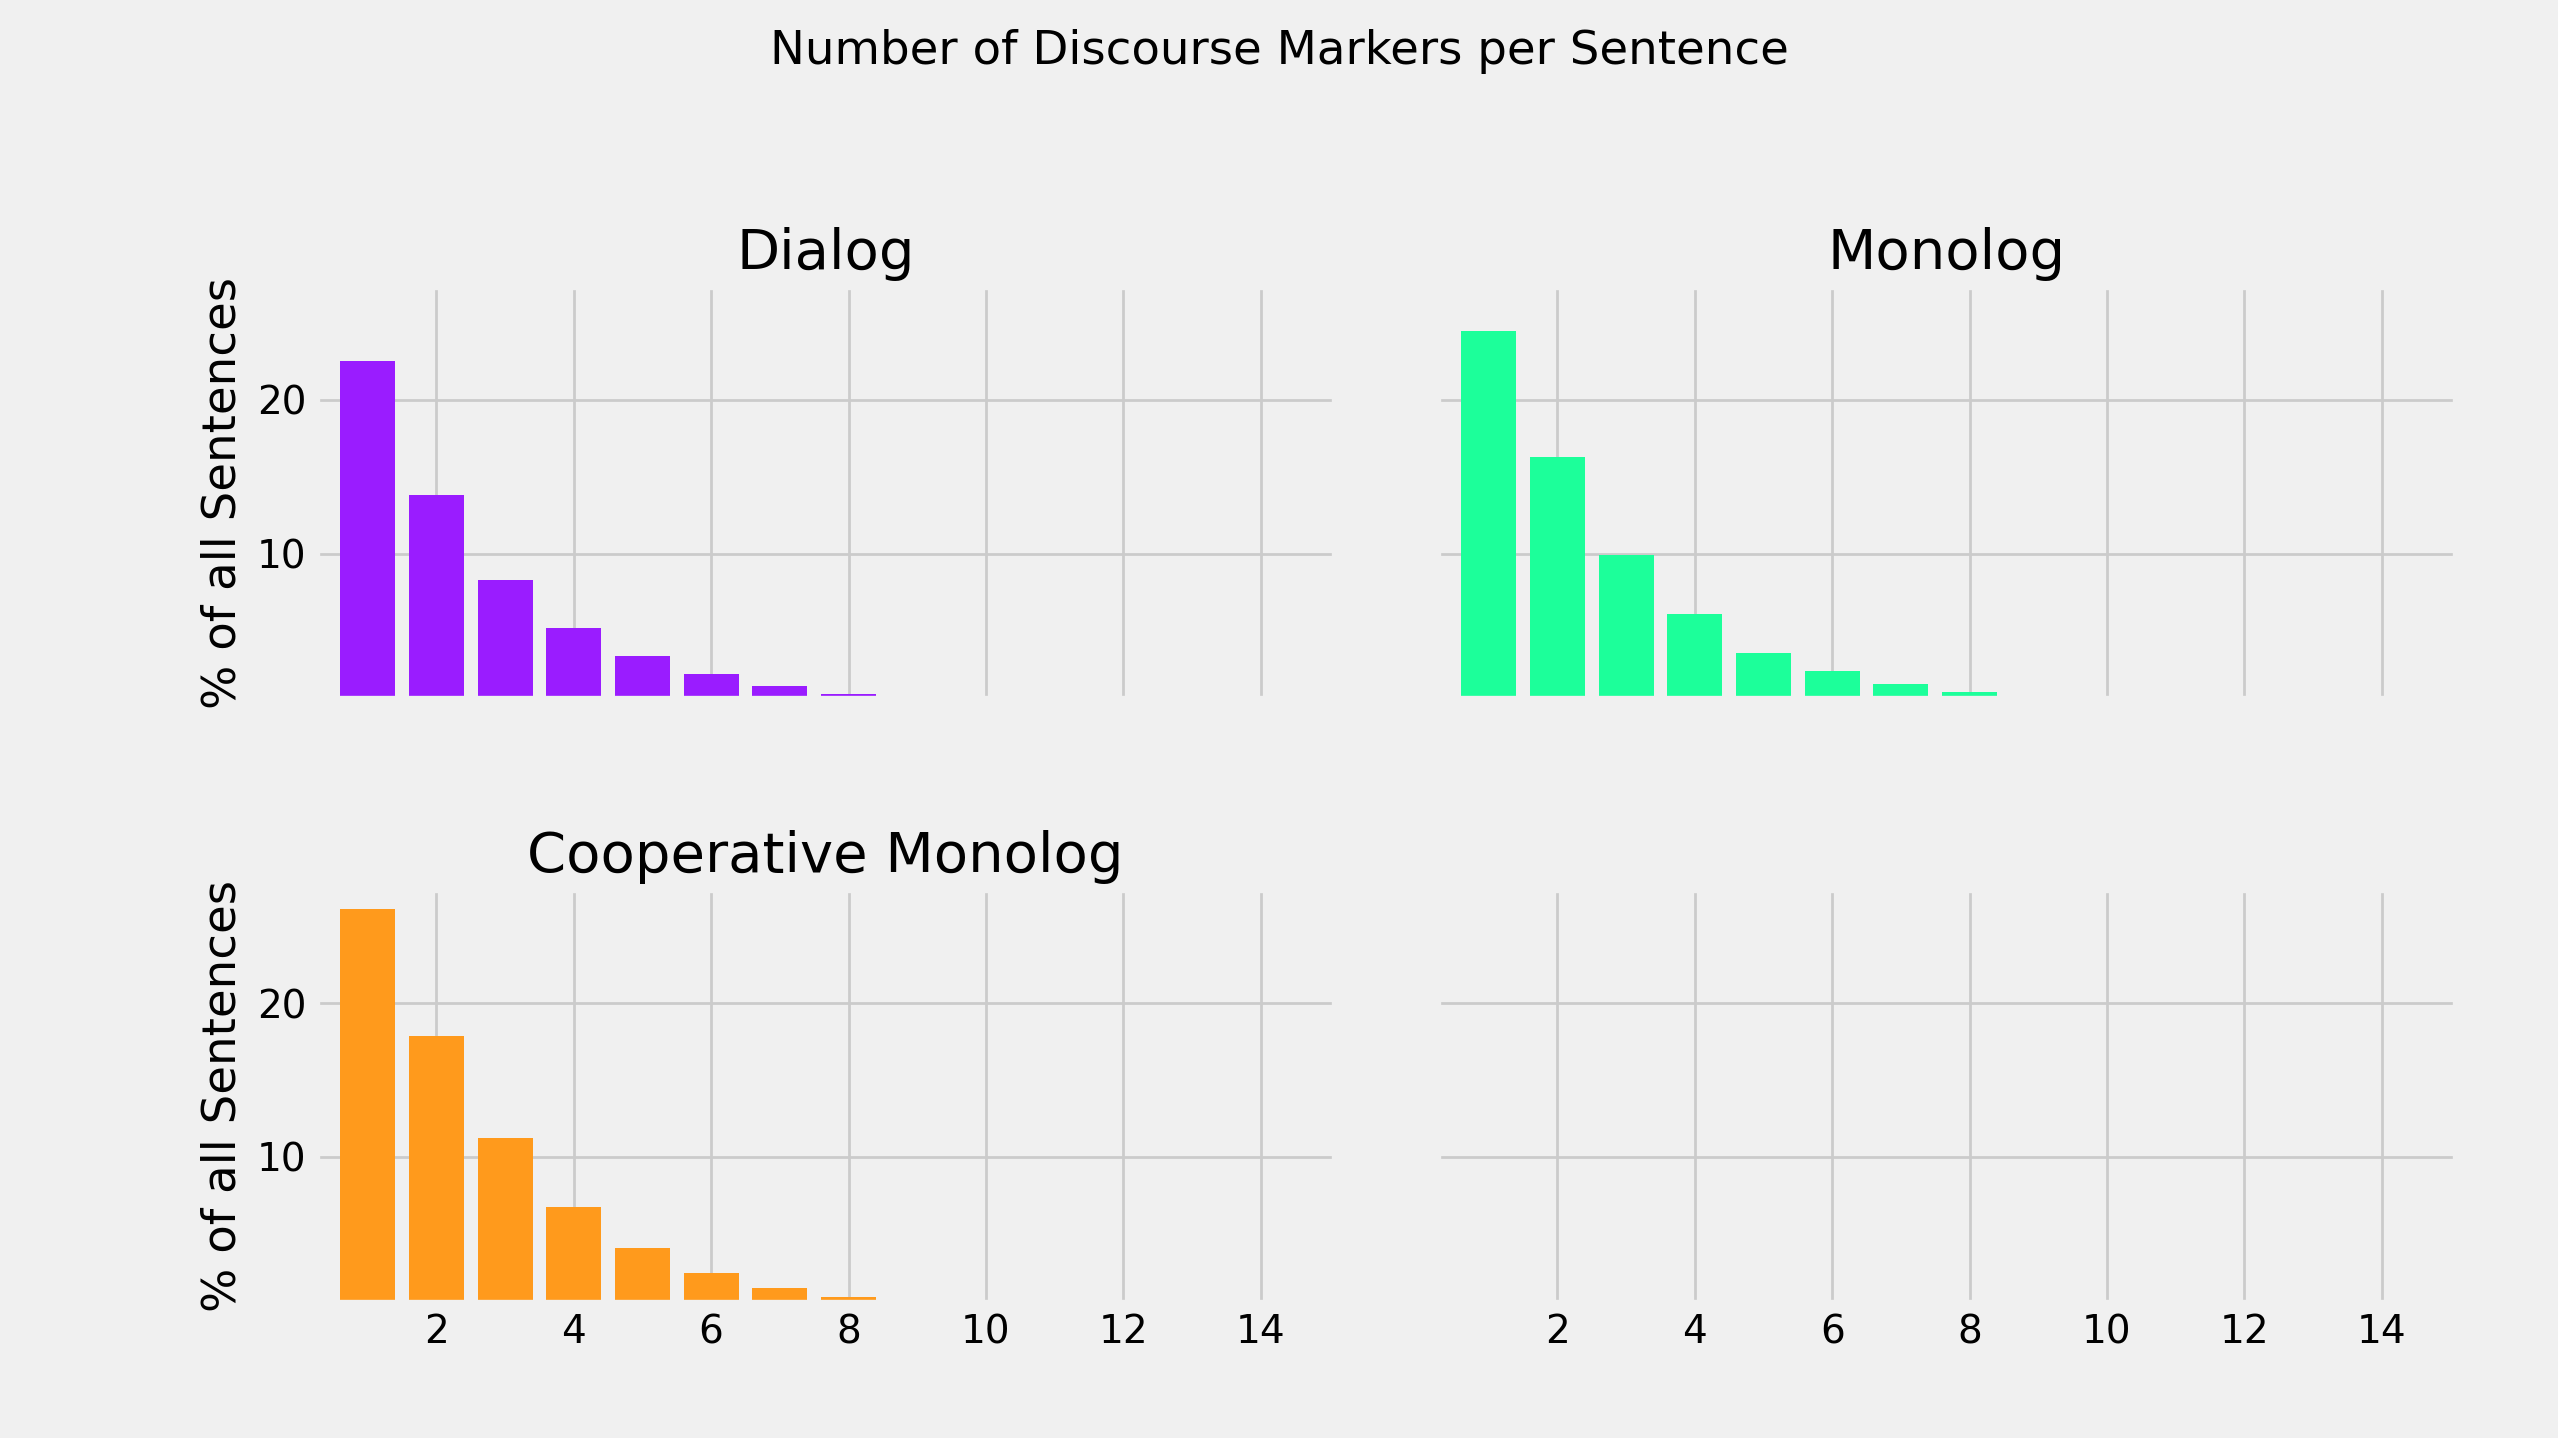 Number of Discourse Markers per Sentence
Dialog
% of all Sentences
20
10
Monolog
Cooperative Monolog
% of all Sentences
20
10
2 4 6 8 10 12 14
2 4 6 8 10 12 14